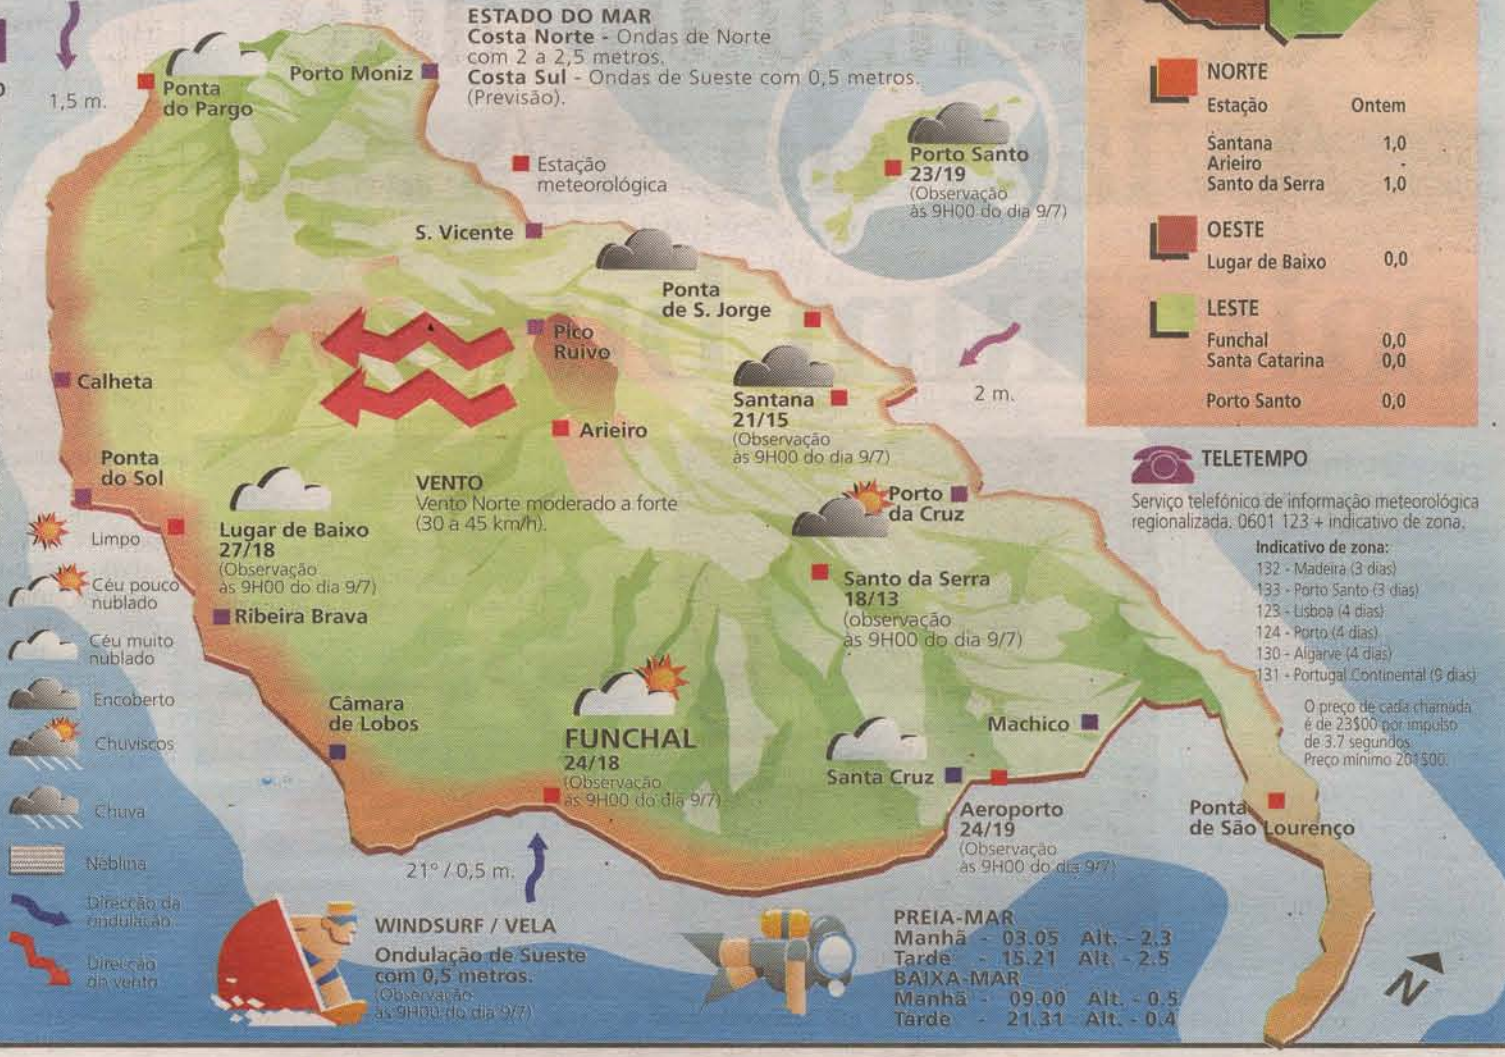 ESTADO DO MAR
Costa Norte - Ondas de Norte
com 2 a 2,5 metros.
Costa Sul - Ondas de Sueste com 0,5 metros.
(Previsão).
1,5 m.
Ponta
do Pargo
Porto Moniz
Estação
meteorológica
Porto Santo
23/19
(Observação
às 9H00 do dia 9/7)
S. Vicente
Ponta
de S. Jorge
Pico
Ruivo
2 m.
Calheta
Santana
21/15
(Observação
às 9H00 do dia 9/7)
Arieiro
Ponta
do Sol
VENTO
Vento Norte moderado a forte
(30 a 45 km/h).
Porto
da Cruz
Lugar de Baixo
27/18
(Observação
às 9H00 do dia 9/7)
Santo da Serra
18/13
(observação
às 9H00 do dia 9/7)
Ribeira Brava
Câmara
de Lobos
FUNCHAL
24/18
(Observação
às 9H00 do dia 9/7)
Machico
Santa Cruz
Aeroporto
24/19
(Observação
às 9H00 do dia 9/7)
Ponta
de São Lourenço
21º / 0,5 m.
Limpo
Céu pouco
nublado
Céu muito
nublado
Encoberto
Chuviscos
Chuva
Neblina
Direcção da
ondulação
Direcção
do vento
WINDSURF / VELA
Ondulação de Sueste
com 0,5 metros.
(Observação
às 9H00 do dia 9/7)
PREIA-MAR
Manhã - 03.05 Alt. - 2.3
Tarde - 15.21 Alt. - 2.5
BAIXA-MAR
Manhã - 09.00 Alt. - 0.5
Tarde - 21.31 Alt. - 0.4
N
NORTE
Estação Ontem
Santana 1,0
Arieiro -
Santo da Serra 1,0
OESTE
Lugar de Baixo 0,0
LESTE
Funchal 0,0
Santa Catarina 0,0
Porto Santo 0,0
TELETEMPO
Serviço telefónico de informação meteorológica
regionalizada. 0601 123 + indicativo de zona.
Indicativo de zona:
132 - Madeira (3 dias)
133 - Porto Santo (3 dias)
123 - Lisboa (4 dias)
124 - Porto (4 dias)
130 - Algarve (4 dias)
131 - Portugal Continental (9 dias)
O preço de cada chamada
é de 23$00 por impulso
de 3.7 segundos.
Preço mínimo 201$00.